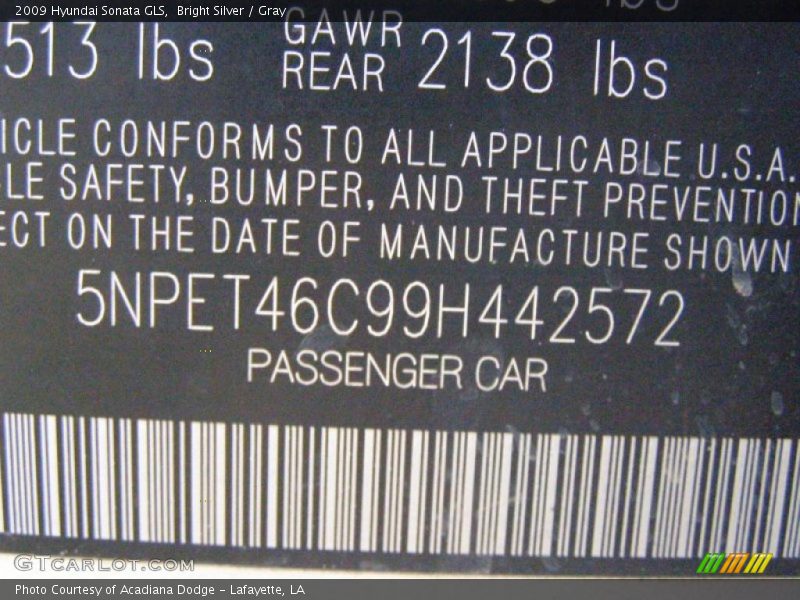 2009 Hyundai Sonata GLS, Bright Silver / Gray
513 lbs GAWR REAR 2138 lbs
ICLE CONFORMS TO ALL APPLICABLE U.S.A.
LE SAFETY, BUMPER, AND THEFT PREVENTION
ECT ON THE DATE OF MANUFACTURE SHOWN
5NPET46C99H442572
PASSENGER CAR
GTCARLOT.COM
Photo Courtesy of Acadiana Dodge - Lafayette, LA